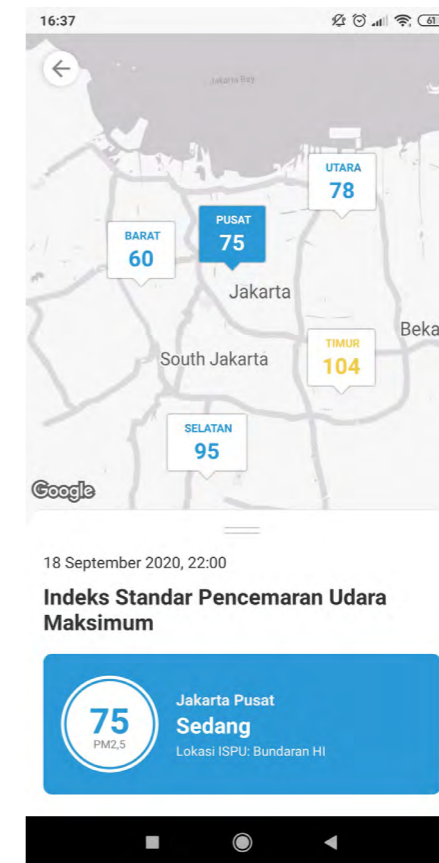 16:37
61
Jakarta Bay
UTARA
78
PUSAT
75
BARAT
60
Jakarta
Beka
TIMUR
104
South Jakarta
SELATAN
95
Google
18 September 2020, 22:00
Indeks Standar Pencemaran Udara
Maksimum
75
PM2,5
Jakarta Pusat
Sedang
Lokasi ISPU: Bundaran HI